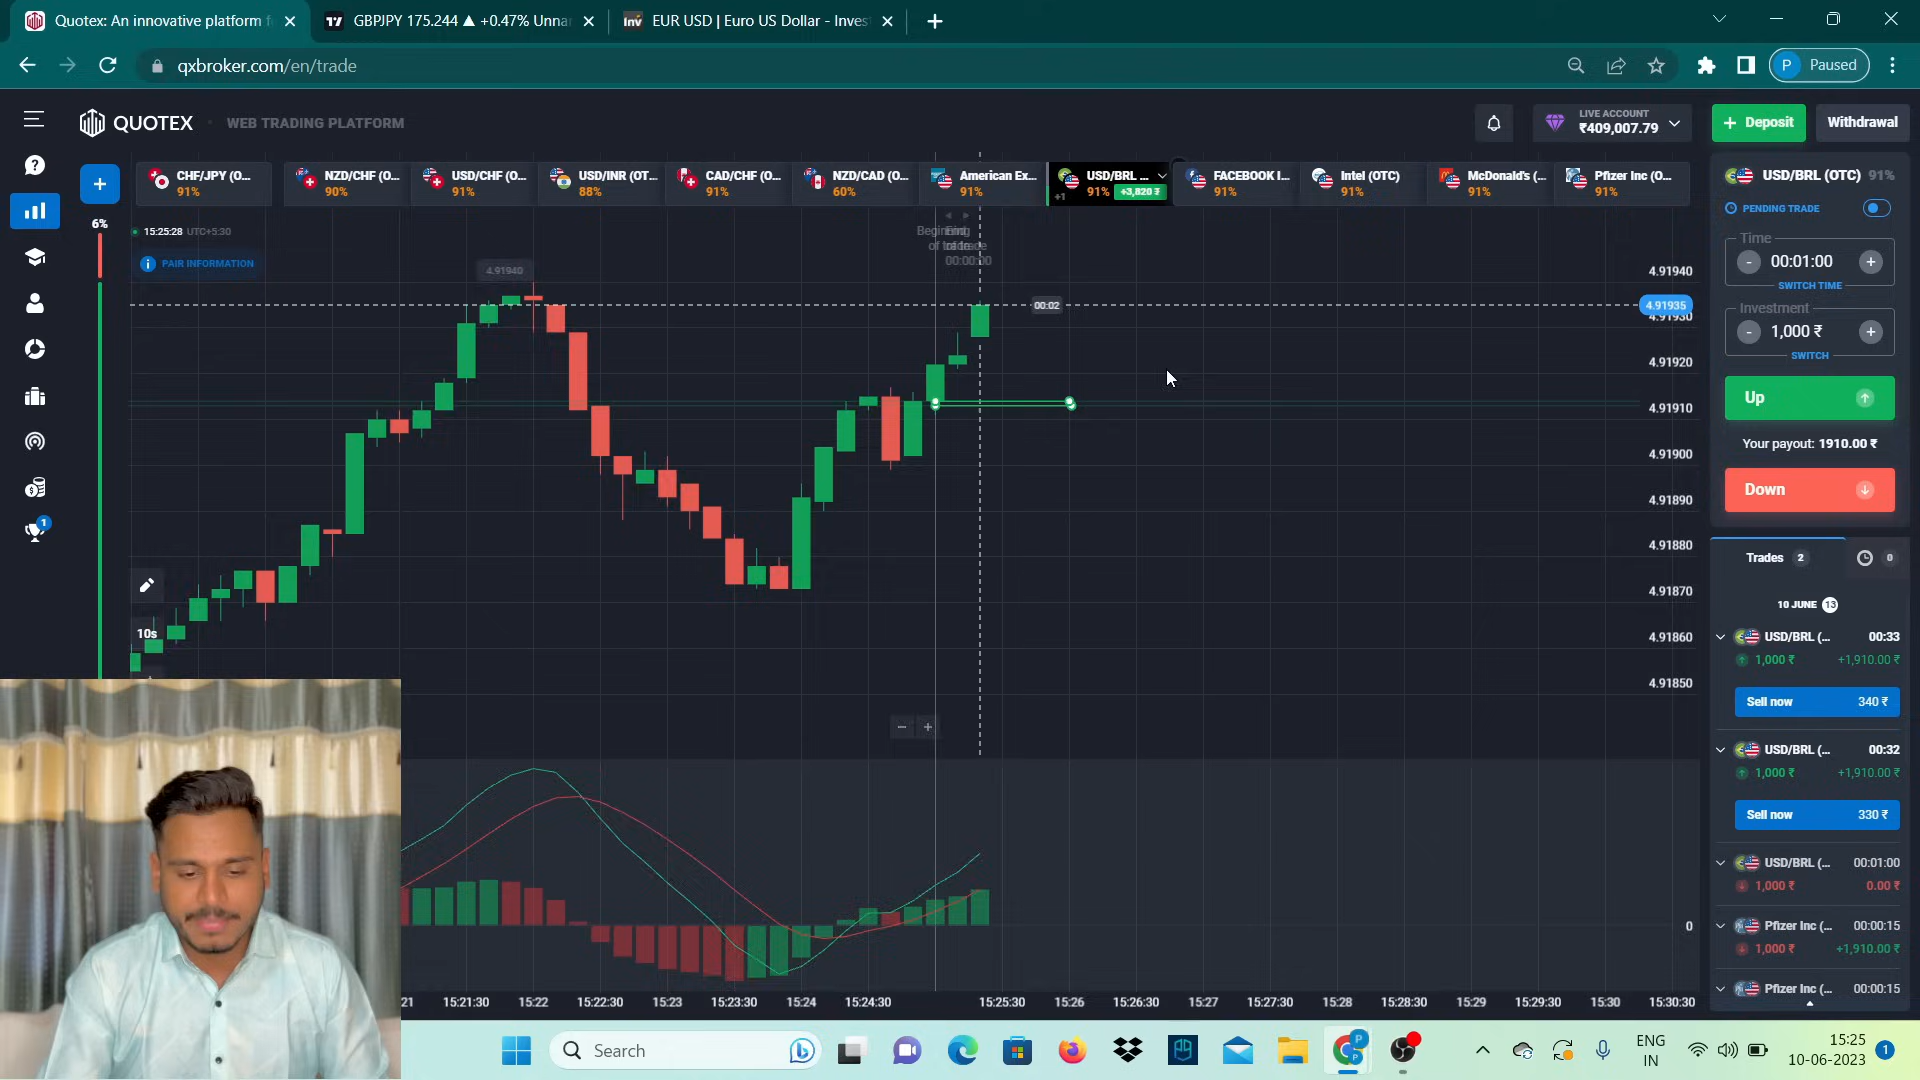 Quotex: An innovative platform f
GBPJPY 175.244 ▲ +0.47% Unna
EUR USD | Euro US Dollar - Inves
qxbroker.com/en/trade
P Paused
QUOTEX
WEB TRADING PLATFORM
LIVE ACCOUNT
₹409,007.79
+ Deposit
Withdrawal
CHF/JPY (O...
91%
NZD/CHF (O...
90%
USD/CHF (O...
91%
USD/INR (OT...
88%
CAD/CHF (O...
91%
NZD/CAD (O...
60%
American Ex...
91%
USD/BRL ...
+1 91% +3,820 ₹
FACEBOOK I...
91%
Intel (OTC)
91%
McDonald's (...
91%
Pfizer Inc (O...
91%
6%
15:25:28 UTC+5:30
PAIR INFORMATION
00:00:00
4.91940
00:02
4.91940
4.91935
4.91930
4.91920
4.91910
4.91900
4.91890
4.91880
4.91870
4.91860
4.91850
10s
0
USD/BRL (OTC) 91%
PENDING TRADE
Time
- 00:01:00 +
SWITCH TIME
Investment
- 1,000 ₹ +
SWITCH
Up
Your payout: 1910.00 ₹
Down
Trades 2
0
10 JUNE 13
USD/BRL (... 00:33
1,000 ₹ +1,910.00 ₹
Sell now 340 ₹
USD/BRL (... 00:32
1,000 ₹ +1,910.00 ₹
Sell now 330 ₹
USD/BRL (... 00:01:00
1,000 ₹ 0.00 ₹
Pfizer Inc (... 00:00:15
1,000 ₹ +1,910.00 ₹
Pfizer Inc (... 00:00:15
1
21 15:21:30 15:22 15:22:30 15:23 15:23:30 15:24 15:24:30 15:25:30 15:26 15:26:30 15:27 15:27:30 15:28 15:28:30 15:29 15:29:30 15:30 15:30:30
Search
ENG
IN
15:25
10-06-2023
1